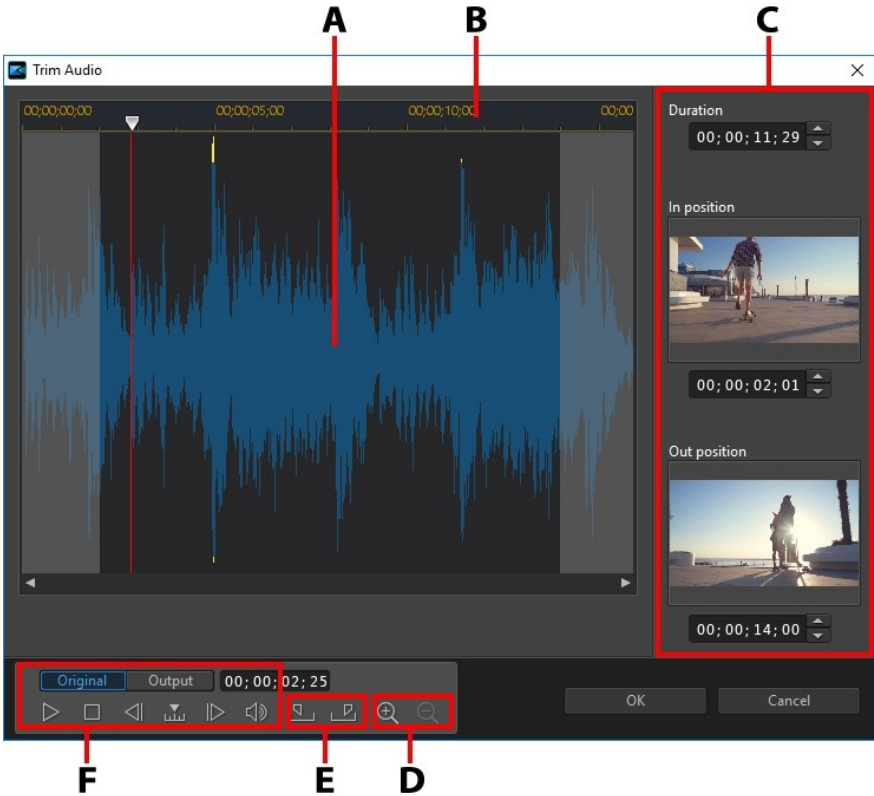 A
B
C
Trim Audio
00;00;00;00
00;00;05;00
00;00;10;00
00;00
Duration
00; 00; 11; 29
In position
00; 00; 02; 01
Out position
00; 00; 14; 00
Original
Output
00; 00; 02; 25
OK
Cancel
F
E
D